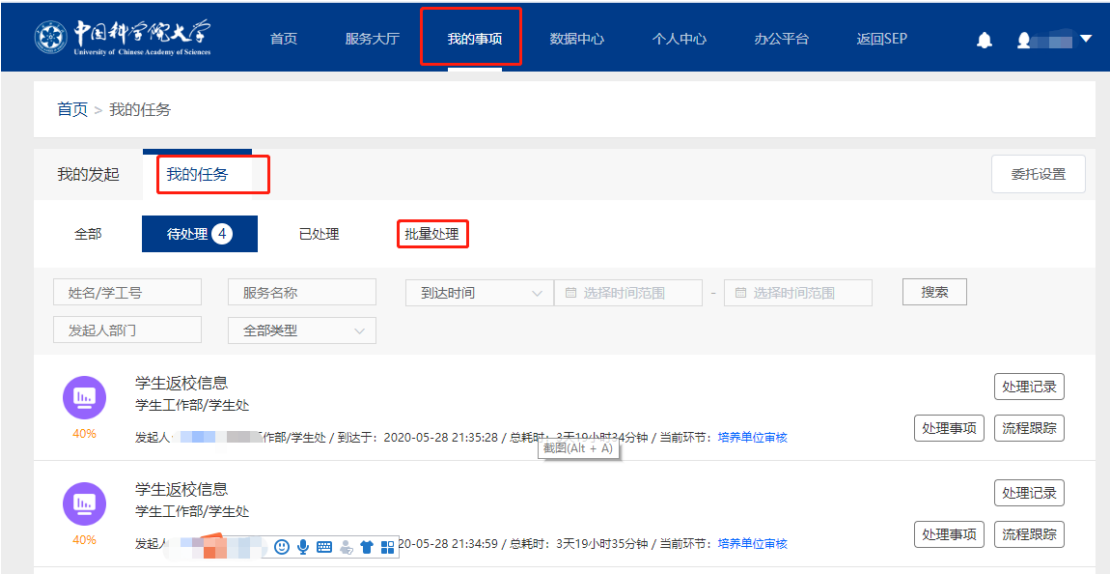 中国科学院大学 首页 服务大厅 我的事项 数据中心 个人中心 办公平台 返回SEP
University of Chinese Academy of Sciences
首页 > 我的任务
我的发起 我的任务 委托设置
全部 待处理 4 已处理 批量处理
姓名/学工号 服务名称 到达时间 选择时间范围 - 选择时间范围 搜索
发起人部门 全部类型
学生返校信息 处理记录
学生工作部/学生处
40% 发起人 作部/学生处 / 到达于：2020-05-28 21:35:28 / 总耗时：3天19小时34分钟 / 当前环节：培养单位审核 处理事项 流程跟踪
截图(Alt + A)
学生返校信息 处理记录
学生工作部/学生处
40% 发起 20-05-28 21:34:59 / 总耗时：3天19小时35分钟 / 当前环节：培养单位审核 处理事项 流程跟踪